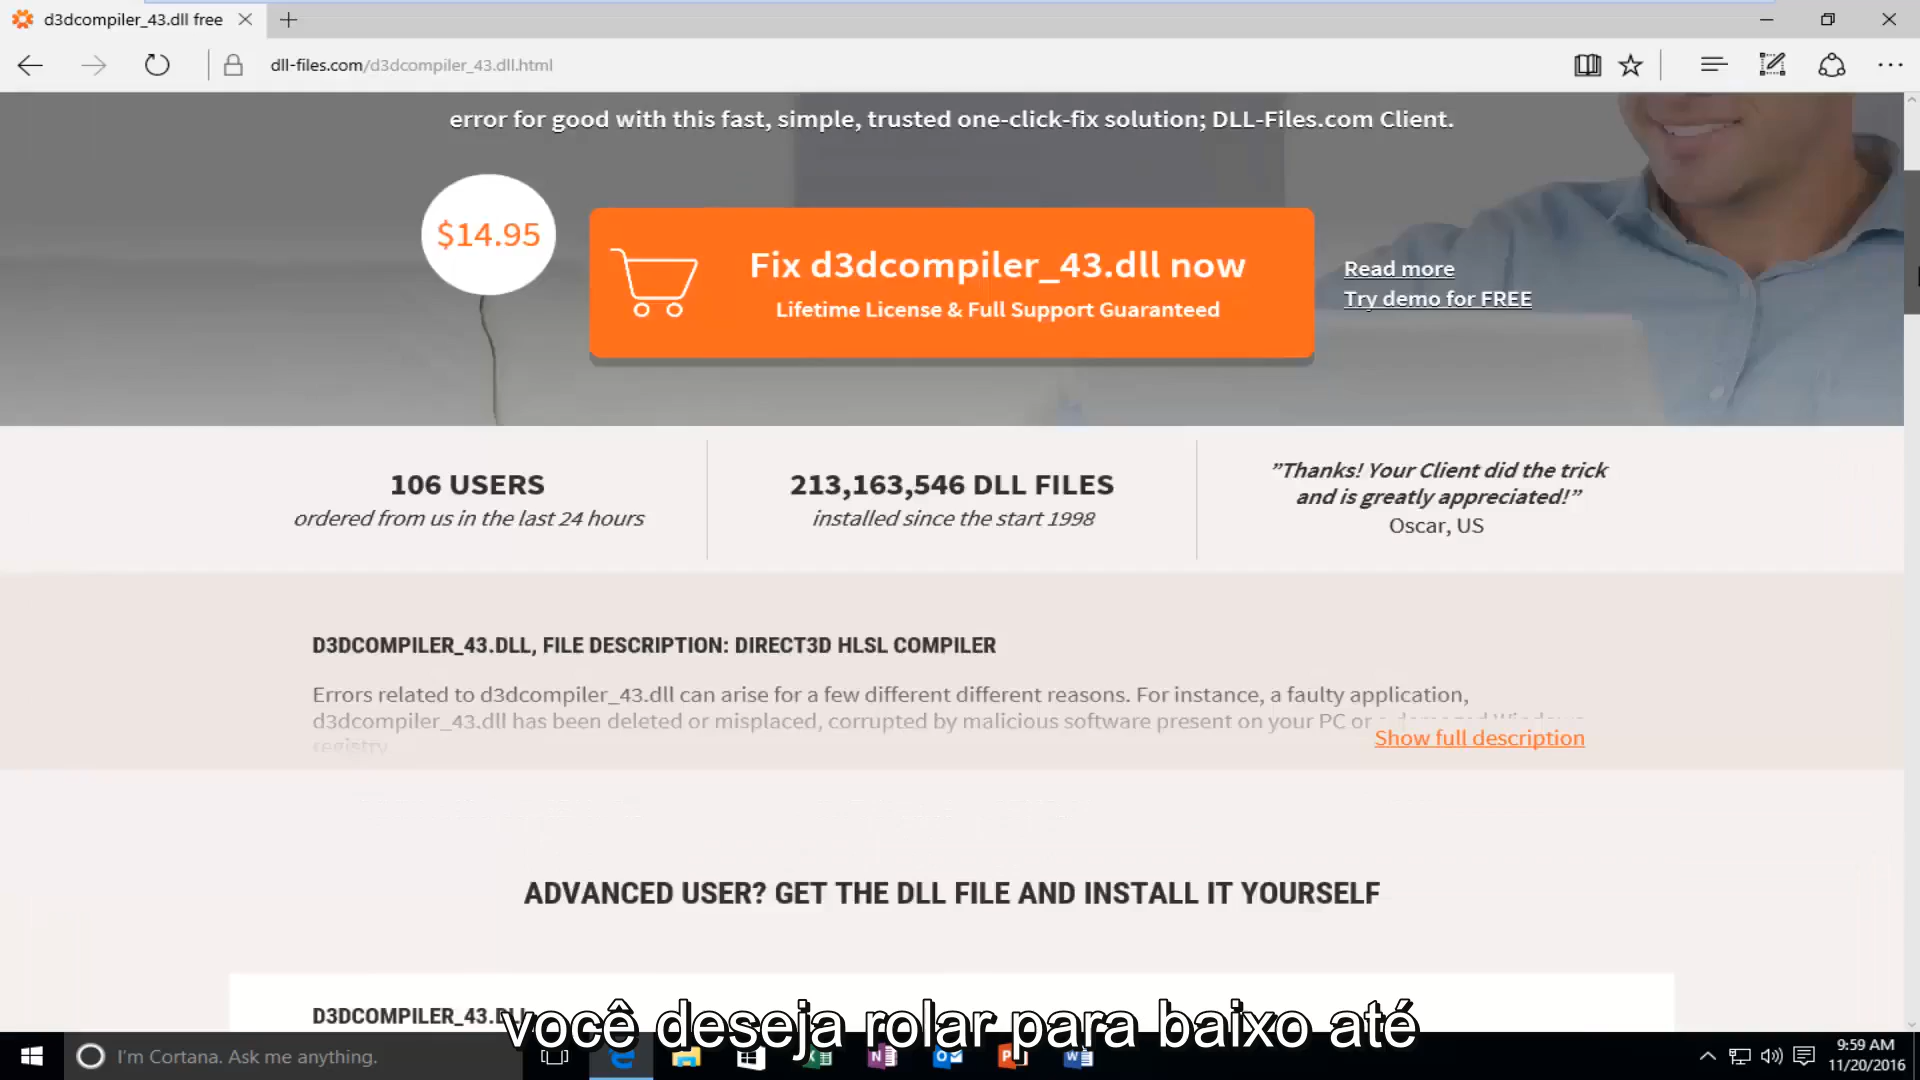 d3dcompiler_43.dll free
dll-files.com/d3dcompiler_43.dll.html
error for good with this fast, simple, trusted one-click-fix solution; DLL-Files.com Client.
$14.95
Fix d3dcompiler_43.dll now
Lifetime License & Full Support Guaranteed
Read more
Try demo for FREE
106 USERS
ordered from us in the last 24 hours
213,163,546 DLL FILES
installed since the start 1998
”Thanks! Your Client did the trick
and is greatly appreciated!”
Oscar, US
D3DCOMPILER_43.DLL, FILE DESCRIPTION: DIRECT3D HLSL COMPILER
Errors related to d3dcompiler_43.dll can arise for a few different different reasons. For instance, a faulty application,
d3dcompiler_43.dll has been deleted or misplaced, corrupted by malicious software present on your PC or
registry
Show full description
ADVANCED USER? GET THE DLL FILE AND INSTALL IT YOURSELF
D3DCOMPILER_43.DLL
você deseja rolar para baixo até
I'm Cortana. Ask me anything.
9:59 AM
11/20/2016